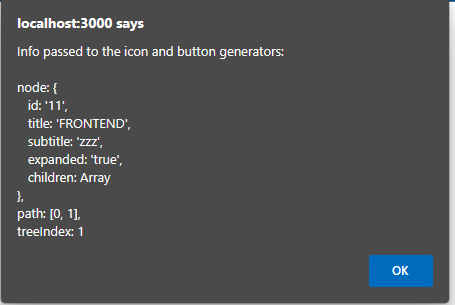 localhost:3000 says
Info passed to the icon and button generators:
node: {
id: '11',
title: 'FRONTEND',
subtitle: 'zzz',
expanded: 'true',
children: Array
},
path: [0, 1],
treeIndex: 1
OK